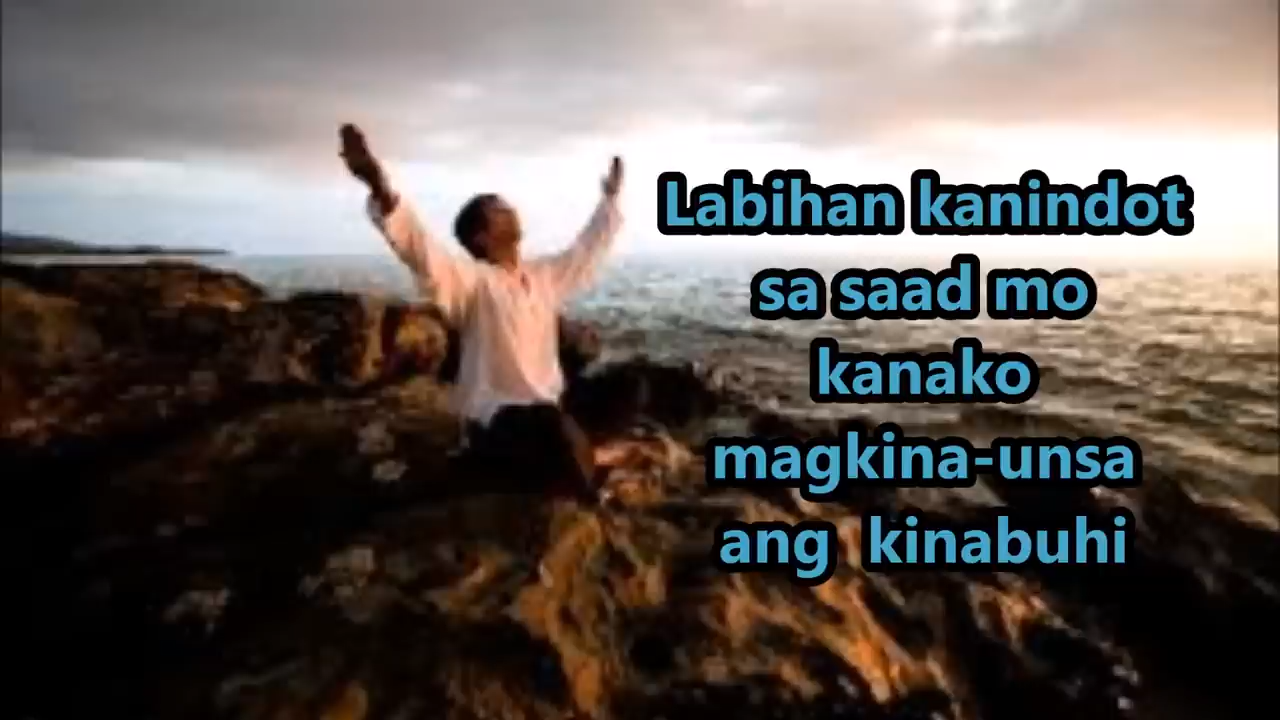 Labihan kanindot
sa saad mo
kanako
magkina-unsa
ang kinabuhi